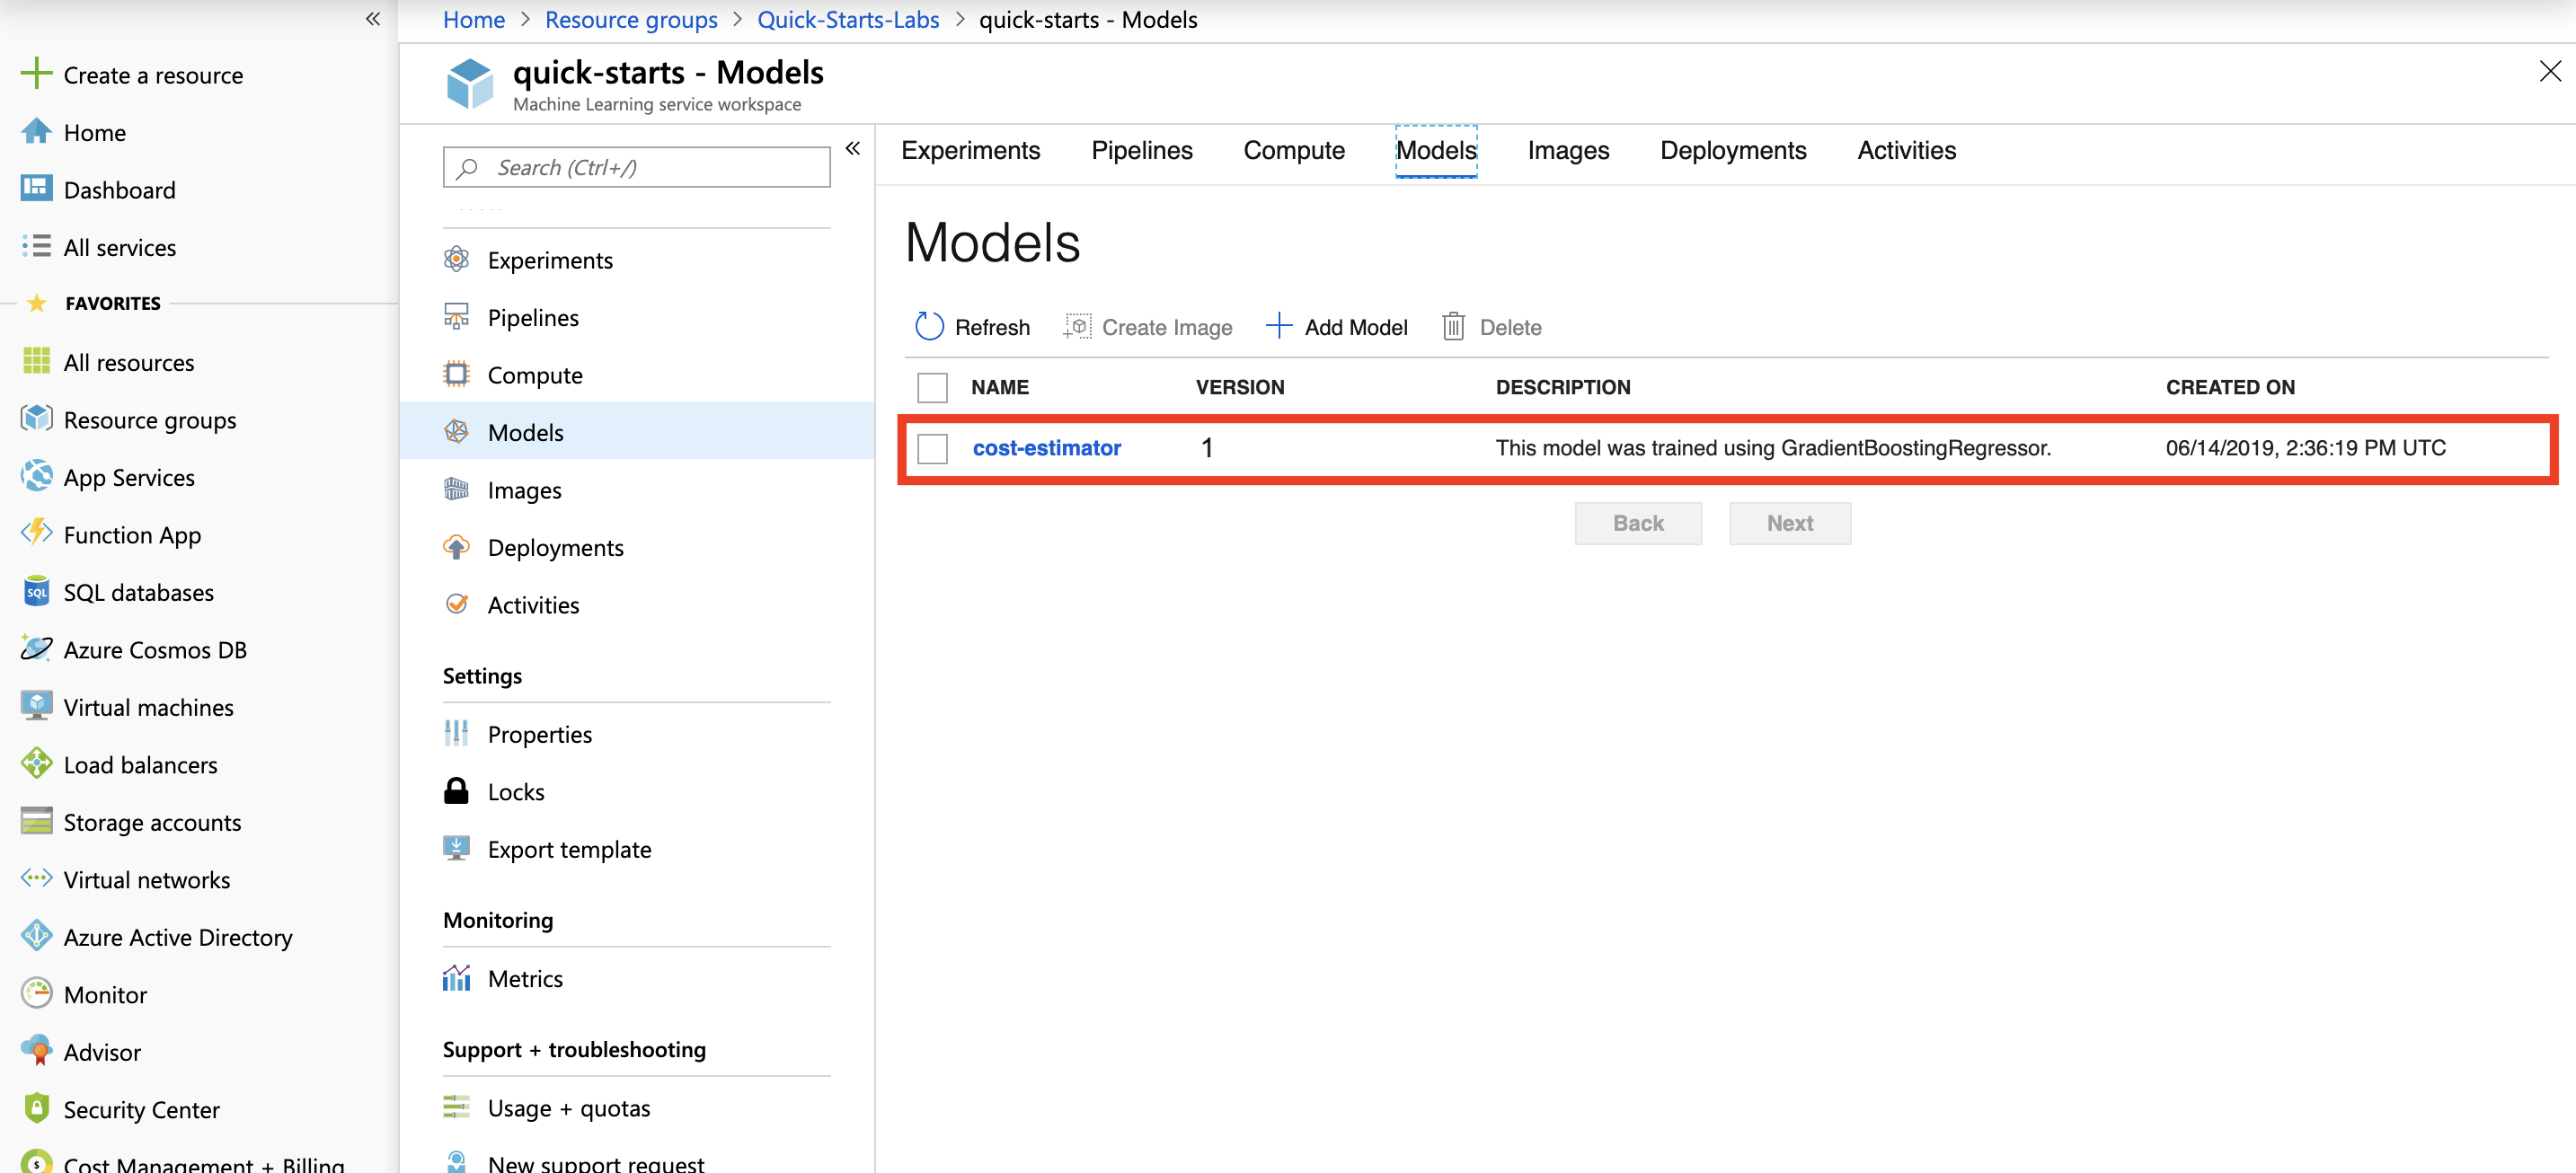 Home > Resource groups > Quick-Starts-Labs > quick-starts - Models
Create a resource
Home
Dashboard
All services
FAVORITES
All resources
Resource groups
App Services
Function App
SQL databases
Azure Cosmos DB
Virtual machines
Load balancers
Storage accounts
Virtual networks
Azure Active Directory
Monitor
Advisor
Security Center
Cost Management + Billing
quick-starts - Models
Machine Learning service workspace
Search (Ctrl+/)
Experiments
Pipelines
Compute
Models
Images
Deployments
Activities
Settings
Properties
Locks
Export template
Monitoring
Metrics
Support + troubleshooting
Usage + quotas
New support request
Experiments Pipelines Compute Models Images Deployments Activities
Models
Refresh Create Image Add Model Delete
NAME VERSION DESCRIPTION CREATED ON
cost-estimator 1 This model was trained using GradientBoostingRegressor. 06/14/2019, 2:36:19 PM UTC
Back Next